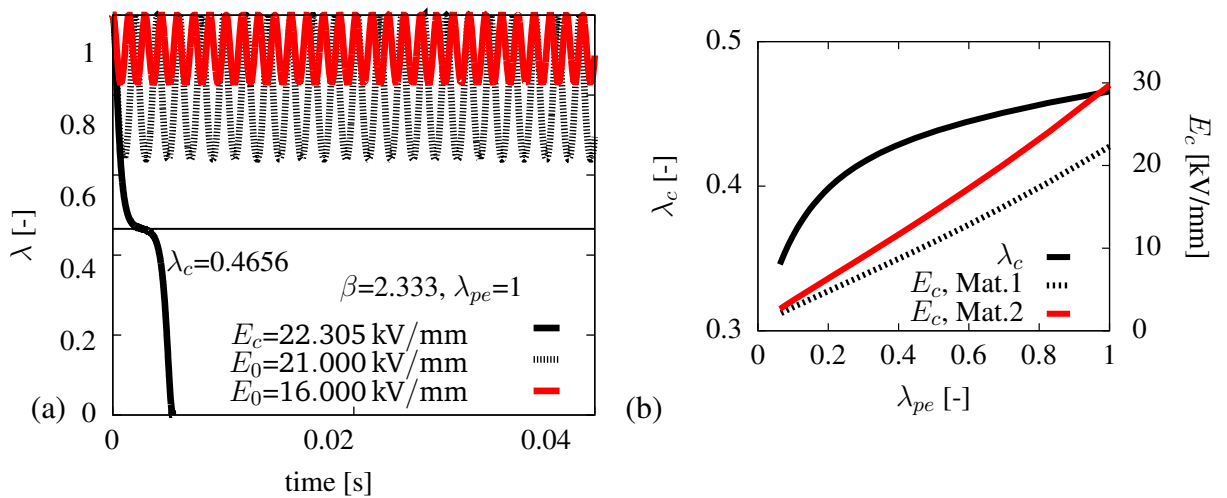 1
0.8
0.6
0.4
0.2
0
λ [-]
λc=0.4656
β=2.333, λpe=1
Ec=22.305 kV/mm
E0=21.000 kV/mm
E0=16.000 kV/mm
(a)
0
0.02
0.04
time [s]
0.5
0.4
0.3
λc [-]
30
20
10
0
Ec [kV/mm]
λc
Ec, Mat.1
Ec, Mat.2
0
0.2
0.4
0.6
0.8
1
(b)
λpe [-]